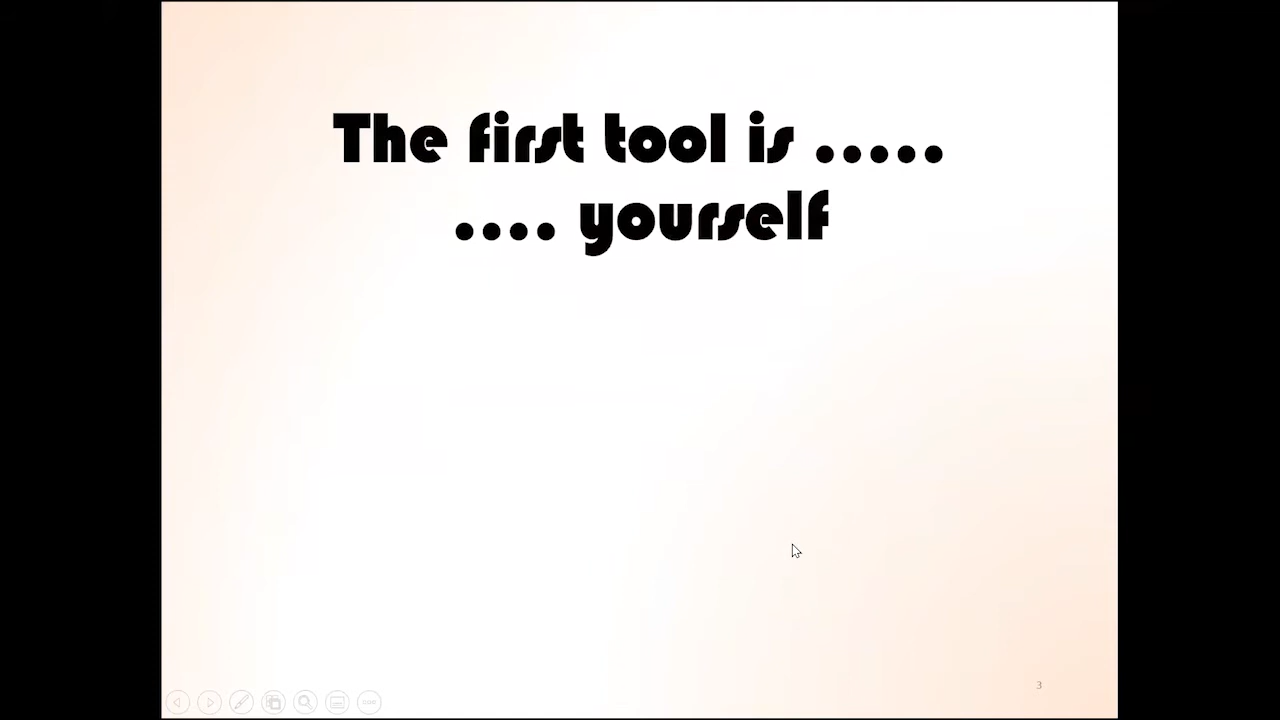 The first tool is .....
.... yourself
3